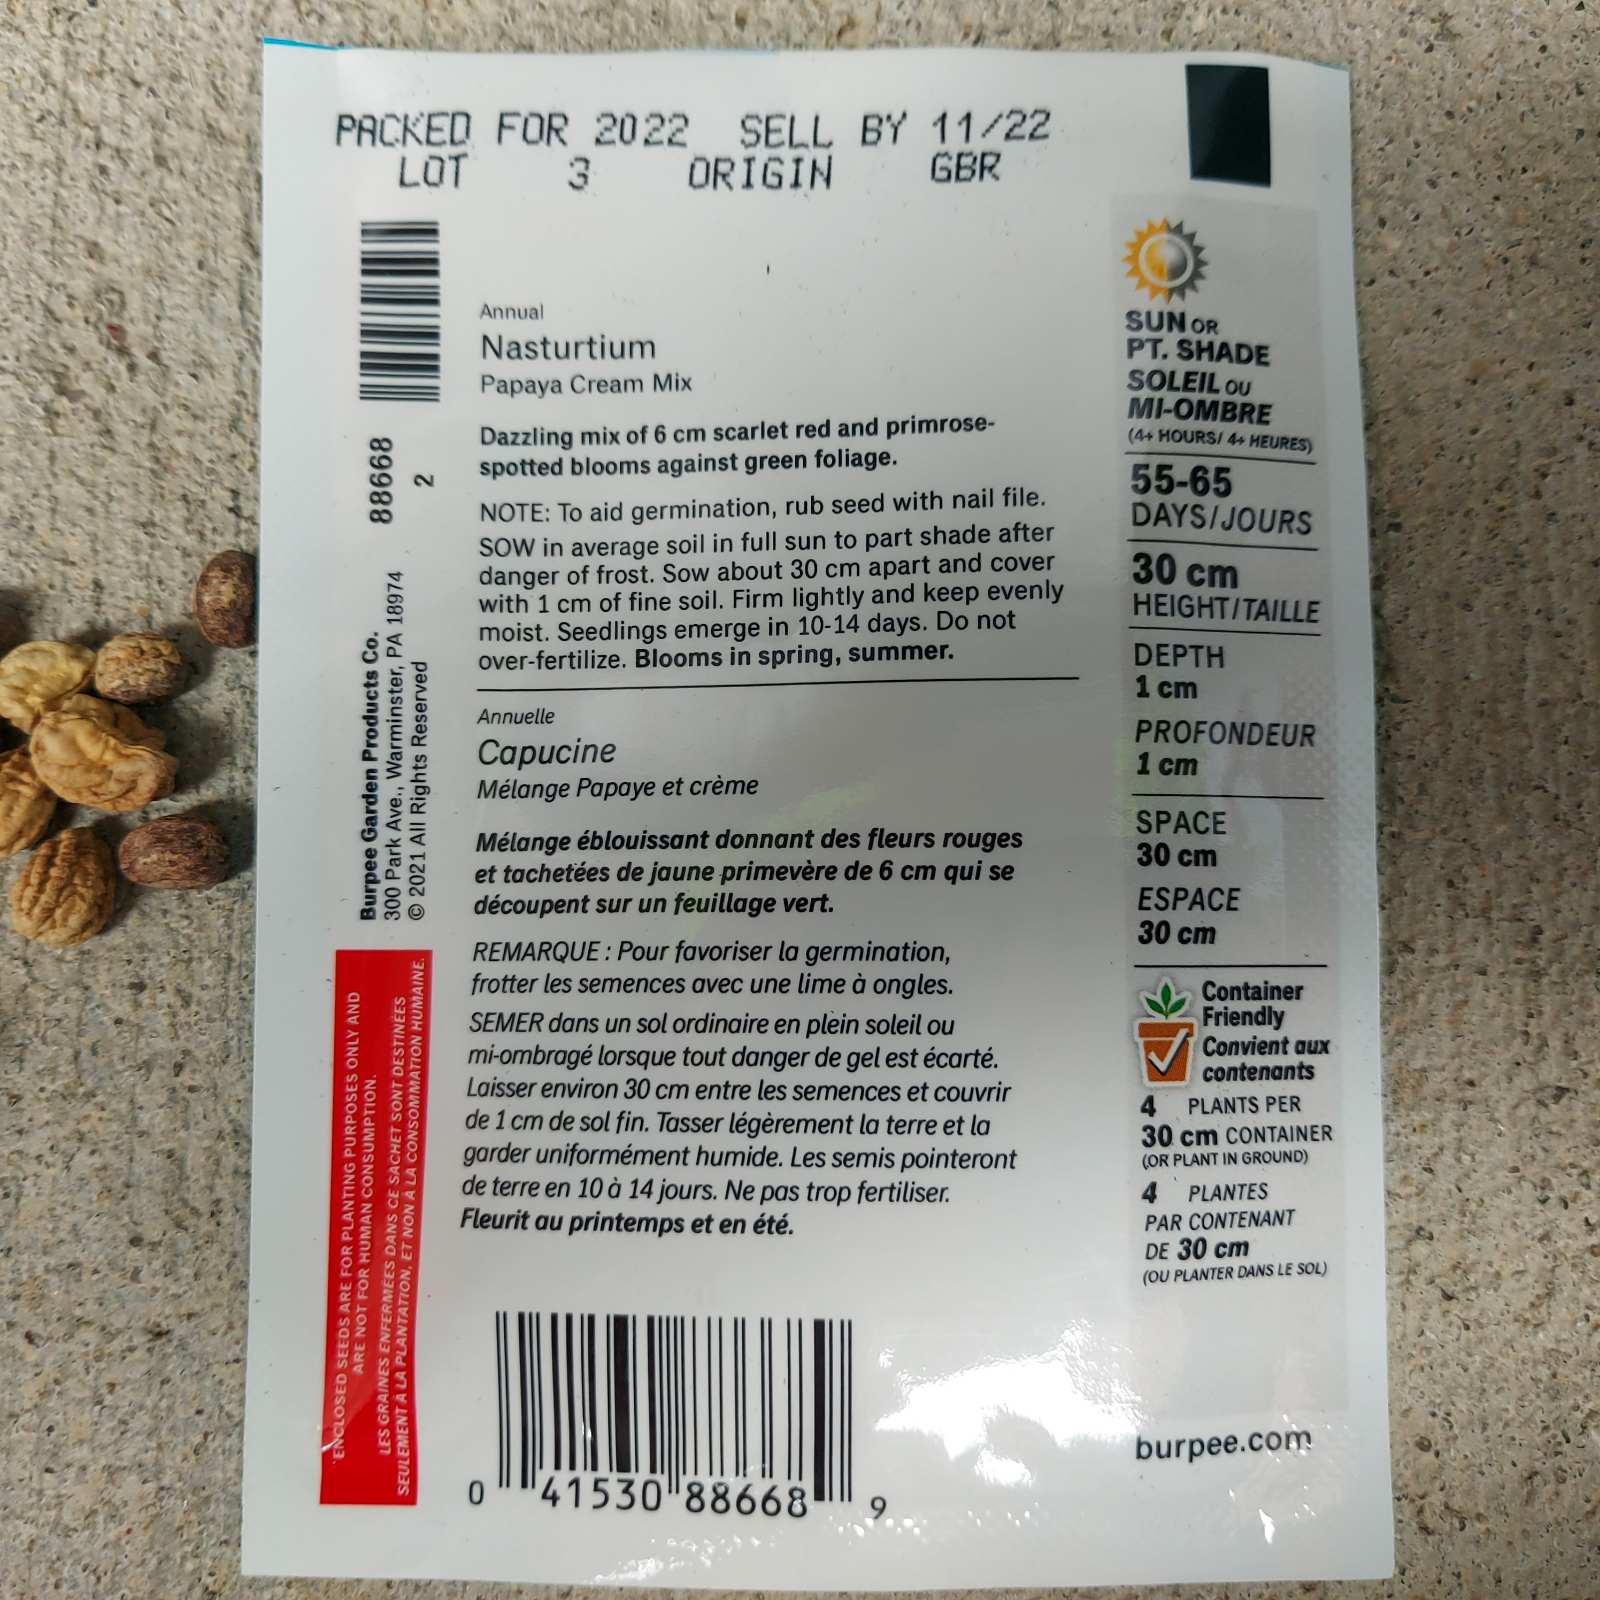 PACKED FOR 2022 SELL BY 11/22
LOT 3 ORIGIN GBR
88668
2
Burpee Garden Products Co.
300 Park Ave., Warminster, PA 18974
© 2021 All Rights Reserved
ENCLOSED SEEDS ARE FOR PLANTING PURPOSES ONLY AND
ARE NOT FOR HUMAN CONSUMPTION.
LES GRAINES ENFERMÉES DANS CE SACHET SONT DESTINÉES
SEULEMENT À LA PLANTATION, ET NON À LA CONSOMMATION HUMAINE.
Annual
Nasturtium
Papaya Cream Mix
Dazzling mix of 6 cm scarlet red and primrose-
spotted blooms against green foliage.
NOTE: To aid germination, rub seed with nail file.
SOW in average soil in full sun to part shade after
danger of frost. Sow about 30 cm apart and cover
with 1 cm of fine soil. Firm lightly and keep evenly
moist. Seedlings emerge in 10-14 days. Do not
over-fertilize. Blooms in spring, summer.
Annuelle
Capucine
Mélange Papaye et crème
Mélange éblouissant donnant des fleurs rouges
et tachetées de jaune primevère de 6 cm qui se
découpent sur un feuillage vert.
REMARQUE : Pour favoriser la germination,
frotter les semences avec une lime à ongles.
SEMER dans un sol ordinaire en plein soleil ou
mi-ombragé lorsque tout danger de gel est écarté.
Laisser environ 30 cm entre les semences et couvrir
de 1 cm de sol fin. Tasser légèrement la terre et la
garder uniformément humide. Les semis pointeront
de terre en 10 à 14 jours. Ne pas trop fertiliser.
Fleurit au printemps et en été.
0 41530 88668 9
SUN OR
PT. SHADE
SOLEIL OU
MI-OMBRE
(4+ HOURS/ 4+ HEURES)
55-65
DAYS/JOURS
30 cm
HEIGHT/TAILLE
DEPTH
1 cm
PROFONDEUR
1 cm
SPACE
30 cm
ESPACE
30 cm
Container
Friendly
Convient aux
contenants
4 PLANTS PER
30 cm CONTAINER
(OR PLANT IN GROUND)
4 PLANTES
PAR CONTENANT
DE 30 cm
(OU PLANTER DANS LE SOL)
burpee.com